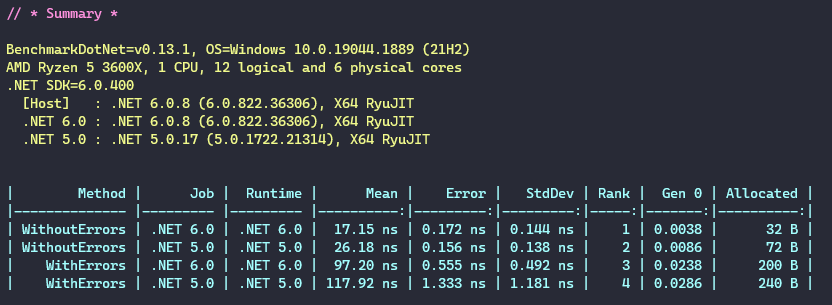 // * Summary *
BenchmarkDotNet=v0.13.1, OS=Windows 10.0.19044.1889 (21H2)
AMD Ryzen 5 3600X, 1 CPU, 12 logical and 6 physical cores
.NET SDK=6.0.400
  [Host]   : .NET 6.0.8 (6.0.822.36306), X64 RyuJIT
  .NET 6.0 : .NET 6.0.8 (6.0.822.36306), X64 RyuJIT
  .NET 5.0 : .NET 5.0.17 (5.0.1722.21314), X64 RyuJIT
|        Method |      Job |  Runtime |      Mean |    Error |   StdDev | Rank |  Gen 0 | Allocated |
|-------------- |--------- |--------- |----------:|---------:|---------:|-----:|-------:|----------:|
| WithoutErrors | .NET 6.0 | .NET 6.0 |  17.15 ns | 0.172 ns | 0.144 ns |    1 | 0.0038 |      32 B |
| WithoutErrors | .NET 5.0 | .NET 5.0 |  26.18 ns | 0.156 ns | 0.138 ns |    2 | 0.0086 |      72 B |
|    WithErrors | .NET 6.0 | .NET 6.0 |  97.20 ns | 0.555 ns | 0.492 ns |    3 | 0.0238 |     200 B |
|    WithErrors | .NET 5.0 | .NET 5.0 | 117.92 ns | 1.333 ns | 1.181 ns |    4 | 0.0286 |     240 B |